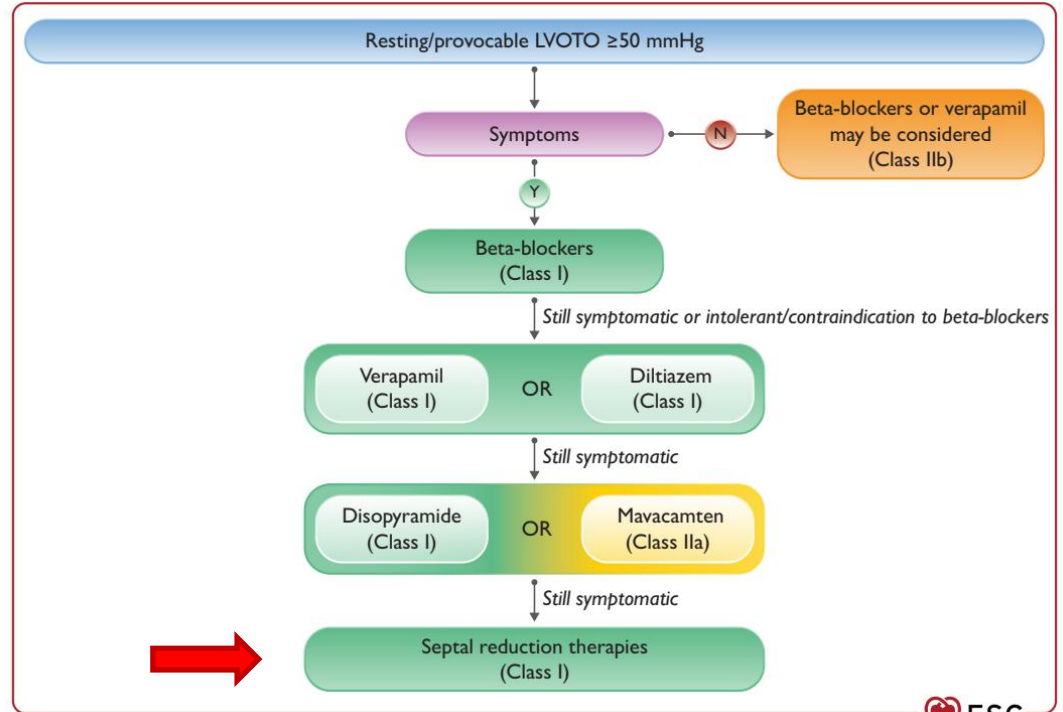 Resting/provocable LVOTO ≥50 mmHg
Symptoms
N
Beta-blockers or verapamil
may be considered
(Class IIb)
Y
Beta-blockers
(Class I)
Still symptomatic or intolerant/contraindication to beta-blockers
Verapamil
(Class I)
OR
Diltiazem
(Class I)
Still symptomatic
Disopyramide
(Class I)
OR
Mavacamten
(Class IIa)
Still symptomatic
Septal reduction therapies
(Class I)
ESC